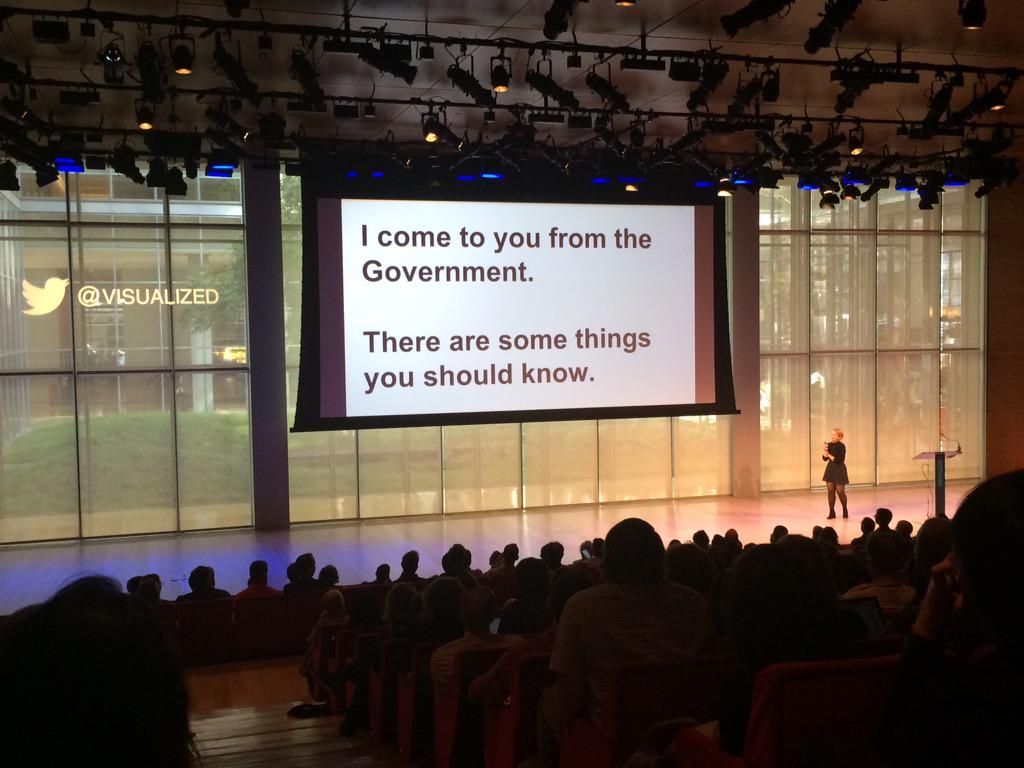 @VISUALIZED
I come to you from the
Government.
There are some things
you should know.